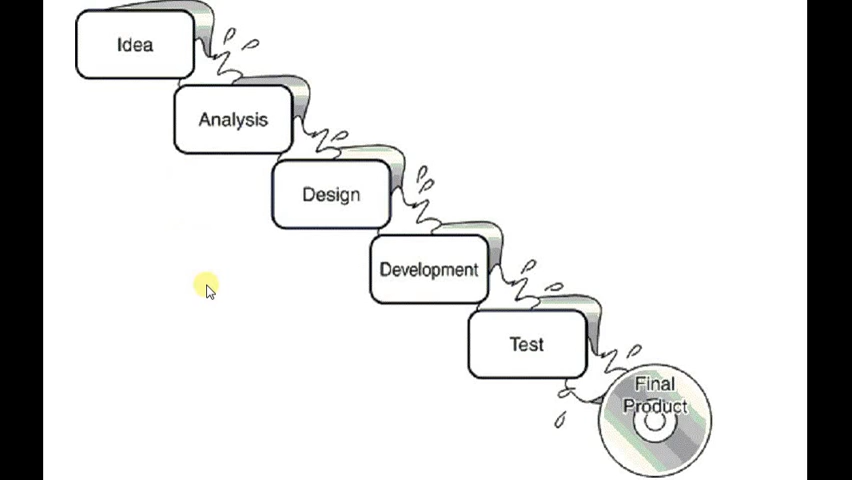 Idea
Analysis
Design
Development
Test
Final
Product